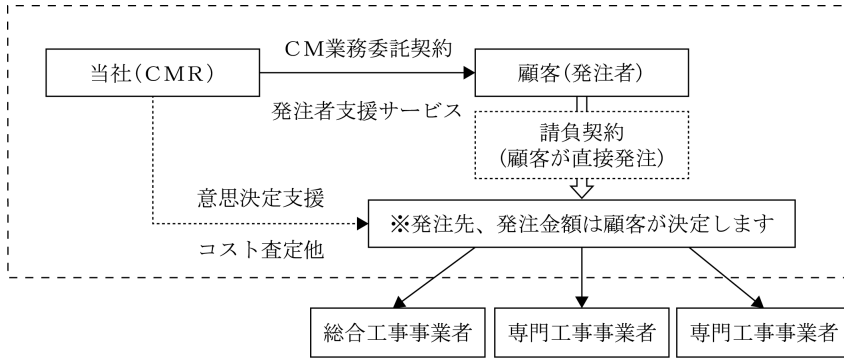 当社(ＣＭＲ)
ＣＭ業務委託契約
顧客(発注者)
発注者支援サービス
請負契約
(顧客が直接発注)
意思決定支援
※発注先、発注金額は顧客が決定します
コスト査定他
総合工事事業者
専門工事事業者
専門工事事業者